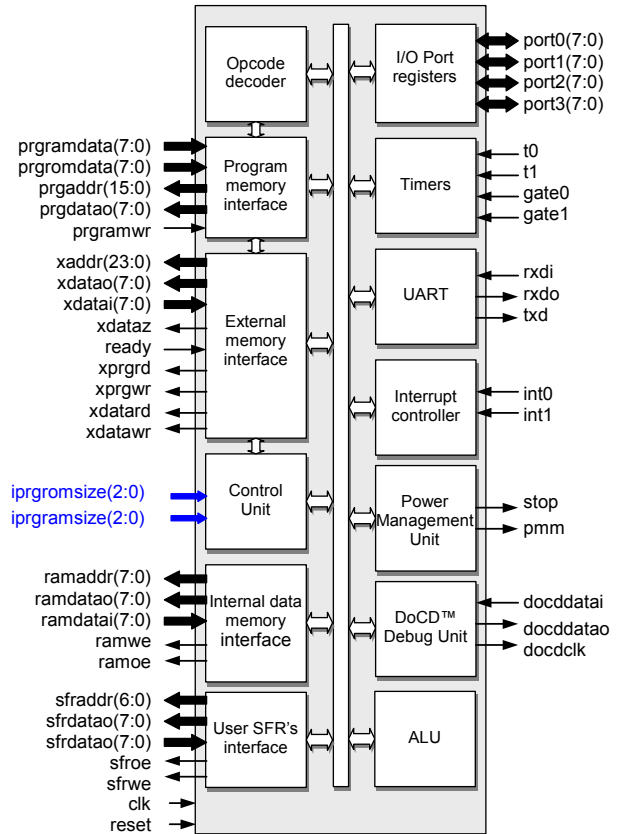 Opcode
decoder
I/O Port
registers
port0(7:0)
port1(7:0)
port2(7:0)
port3(7:0)
prgramdata(7:0)
prgromdata(7:0)
prgaddr(15:0)
prgdatao(7:0)
prgramwr
Program
memory
interface
Timers
t0
t1
gate0
gate1
xaddr(23:0)
xdatao(7:0)
xdatai(7:0)
xdataz
ready
xprgrd
xprgwr
xdatard
xdatawr
External
memory
interface
UART
rxdi
rxdo
txd
Interrupt
controller
int0
int1
iprgromsize(2:0)
iprgramsize(2:0)
Control
Unit
Power
Management
Unit
stop
pmm
ramaddr(7:0)
ramdatao(7:0)
ramdatai(7:0)
ramwe
ramoe
Internal data
memory
interface
DoCD™
Debug Unit
docddatai
docddatao
docdclk
sfraddr(6:0)
sfrdatao(7:0)
sfrdatao(7:0)
sfroe
sfrwe
User SFR's
interface
ALU
clk
reset